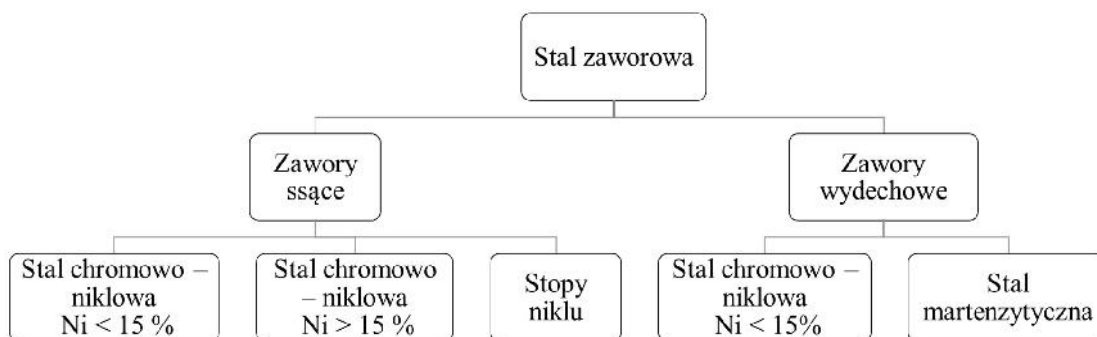 Stal zaworowa
Zawory
ssące
Zawory
wydechowe
Stal chromowo –
niklowa
Ni < 15 %
Stal chromowo
– niklowa
Ni > 15 %
Stopy
niklu
Stal chromowo –
niklowa
Ni < 15%
Stal
martenzytyczna